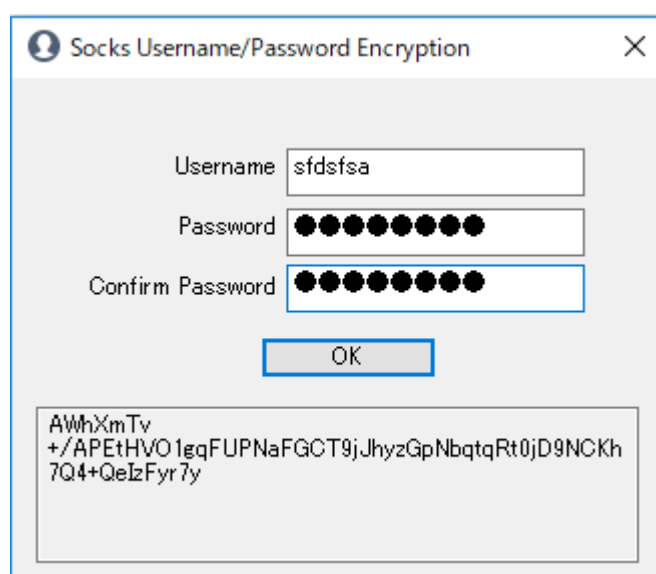 Socks Username/Password Encryption
Username sfdsfsa
Password ●●●●●●●●
Confirm Password ●●●●●●●●
OK
AWhXmTv
+/APEtHVO1gqFUPNaFGCT9jJhyzGpNbqtqRt0jD9NCKh
7Q4+QeIzFyr7y